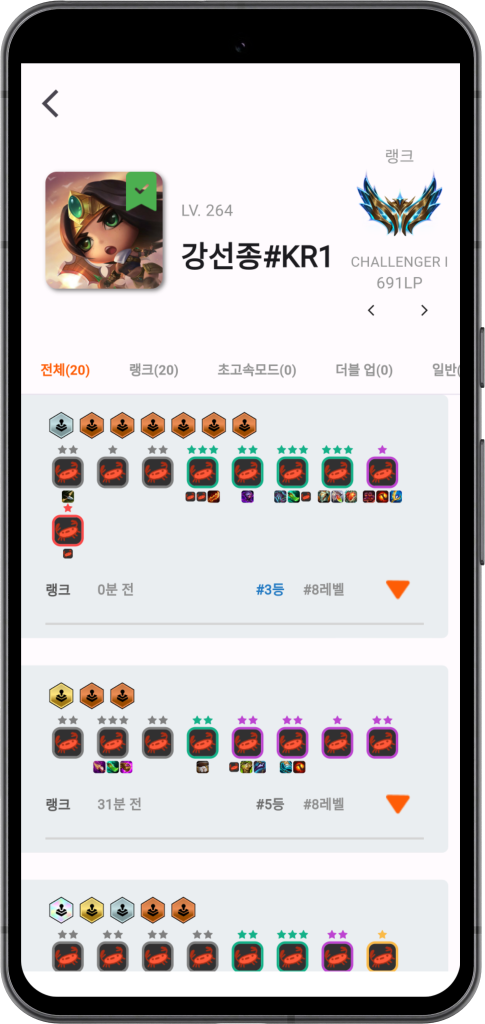 랭크
LV. 264
강선종#KR1
CHALLENGER I
691LP
전체(20) 랭크(20) 초고속모드(0) 더블 업(0) 일반(
랭크 0분 전 #3등 #8레벨
랭크 31분 전 #5등 #8레벨